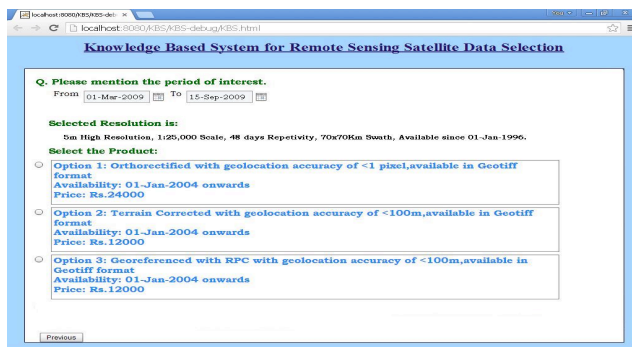 localhost:8080/KBS/KBS-deb
localhost:8080/KBS/KBS-debug/KBS.html
Knowledge Based System for Remote Sensing Satellite Data Selection
Q. Please mention the period of interest.
From 01-Mar-2009 To 15-Sep-2009
Selected Resolution is:
5m High Resolution, 1:25,000 Scale, 48 days Repetivity, 70x70Km Swath, Available since 01-Jan-1996.
Select the Product:
Option 1: Orthorectified with geolocation accuracy of <1 pixel,available in Geotiff
format
Availability: 01-Jan-2004 onwards
Price: Rs.24000
Option 2: Terrain Corrected with geolocation accuracy of <100m,available in Geotiff
format
Availability: 01-Jan-2004 onwards
Price: Rs.12000
Option 3: Georeferenced with RPC with geolocation accuracy of <100m,available in
Geotiff format
Availability: 01-Jan-2004 onwards
Price: Rs.12000
Previous